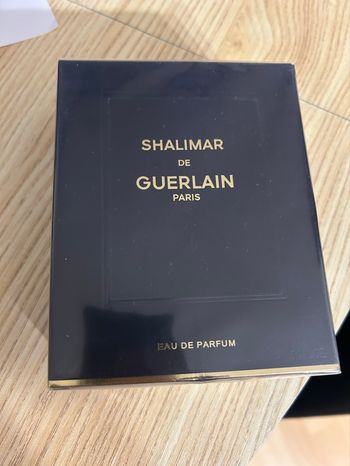 SHALIMAR
DE
GUERLAIN
PARIS
EAU DE PARFUM